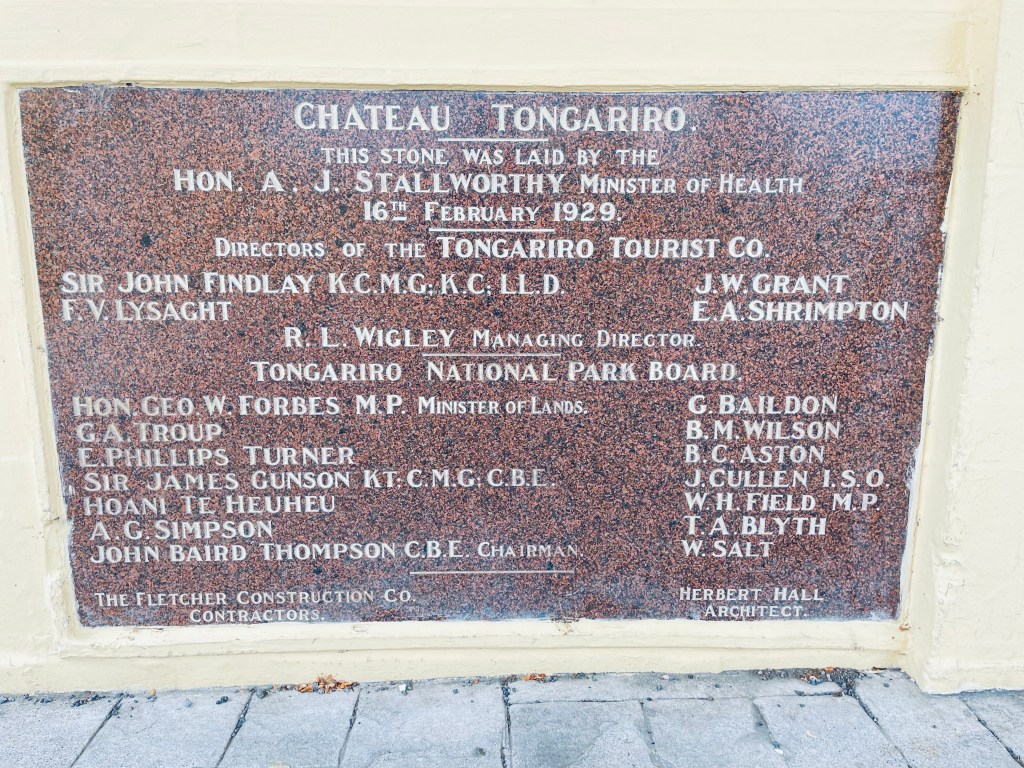 CHATEAU TONGARIRO.
THIS STONE WAS LAID BY THE
HON. A. J. STALLWORTHY MINISTER OF HEALTH
16TH FEBRUARY 1929.
DIRECTORS OF THE TONGARIRO TOURIST CO.
SIR JOHN FINDLAY K.C.M.G; K.C; LL.D. J.W. GRANT
F.V. LYSAGHT E.A. SHRIMPTON
R. L. WIGLEY MANAGING DIRECTOR.
TONGARIRO NATIONAL PARK BOARD.
HON. GEO W. FORBES M.P. MINISTER OF LANDS. G. BAILDON
G.A. TROUP B.M. WILSON
E. PHILLIPS TURNER B.C. ASTON
SIR JAMES GUNSON KT; C.M.G; C.B.E. J. CULLEN I.S.O.
HOANI TE HEUHEU W.H. FIELD M.P.
A.G. SIMPSON T.A. BLYTH
JOHN BAIRD THOMPSON C.B.E. CHAIRMAN W. SALT
THE FLETCHER CONSTRUCTION CO. HERBERT HALL
CONTRACTORS. ARCHITECT.